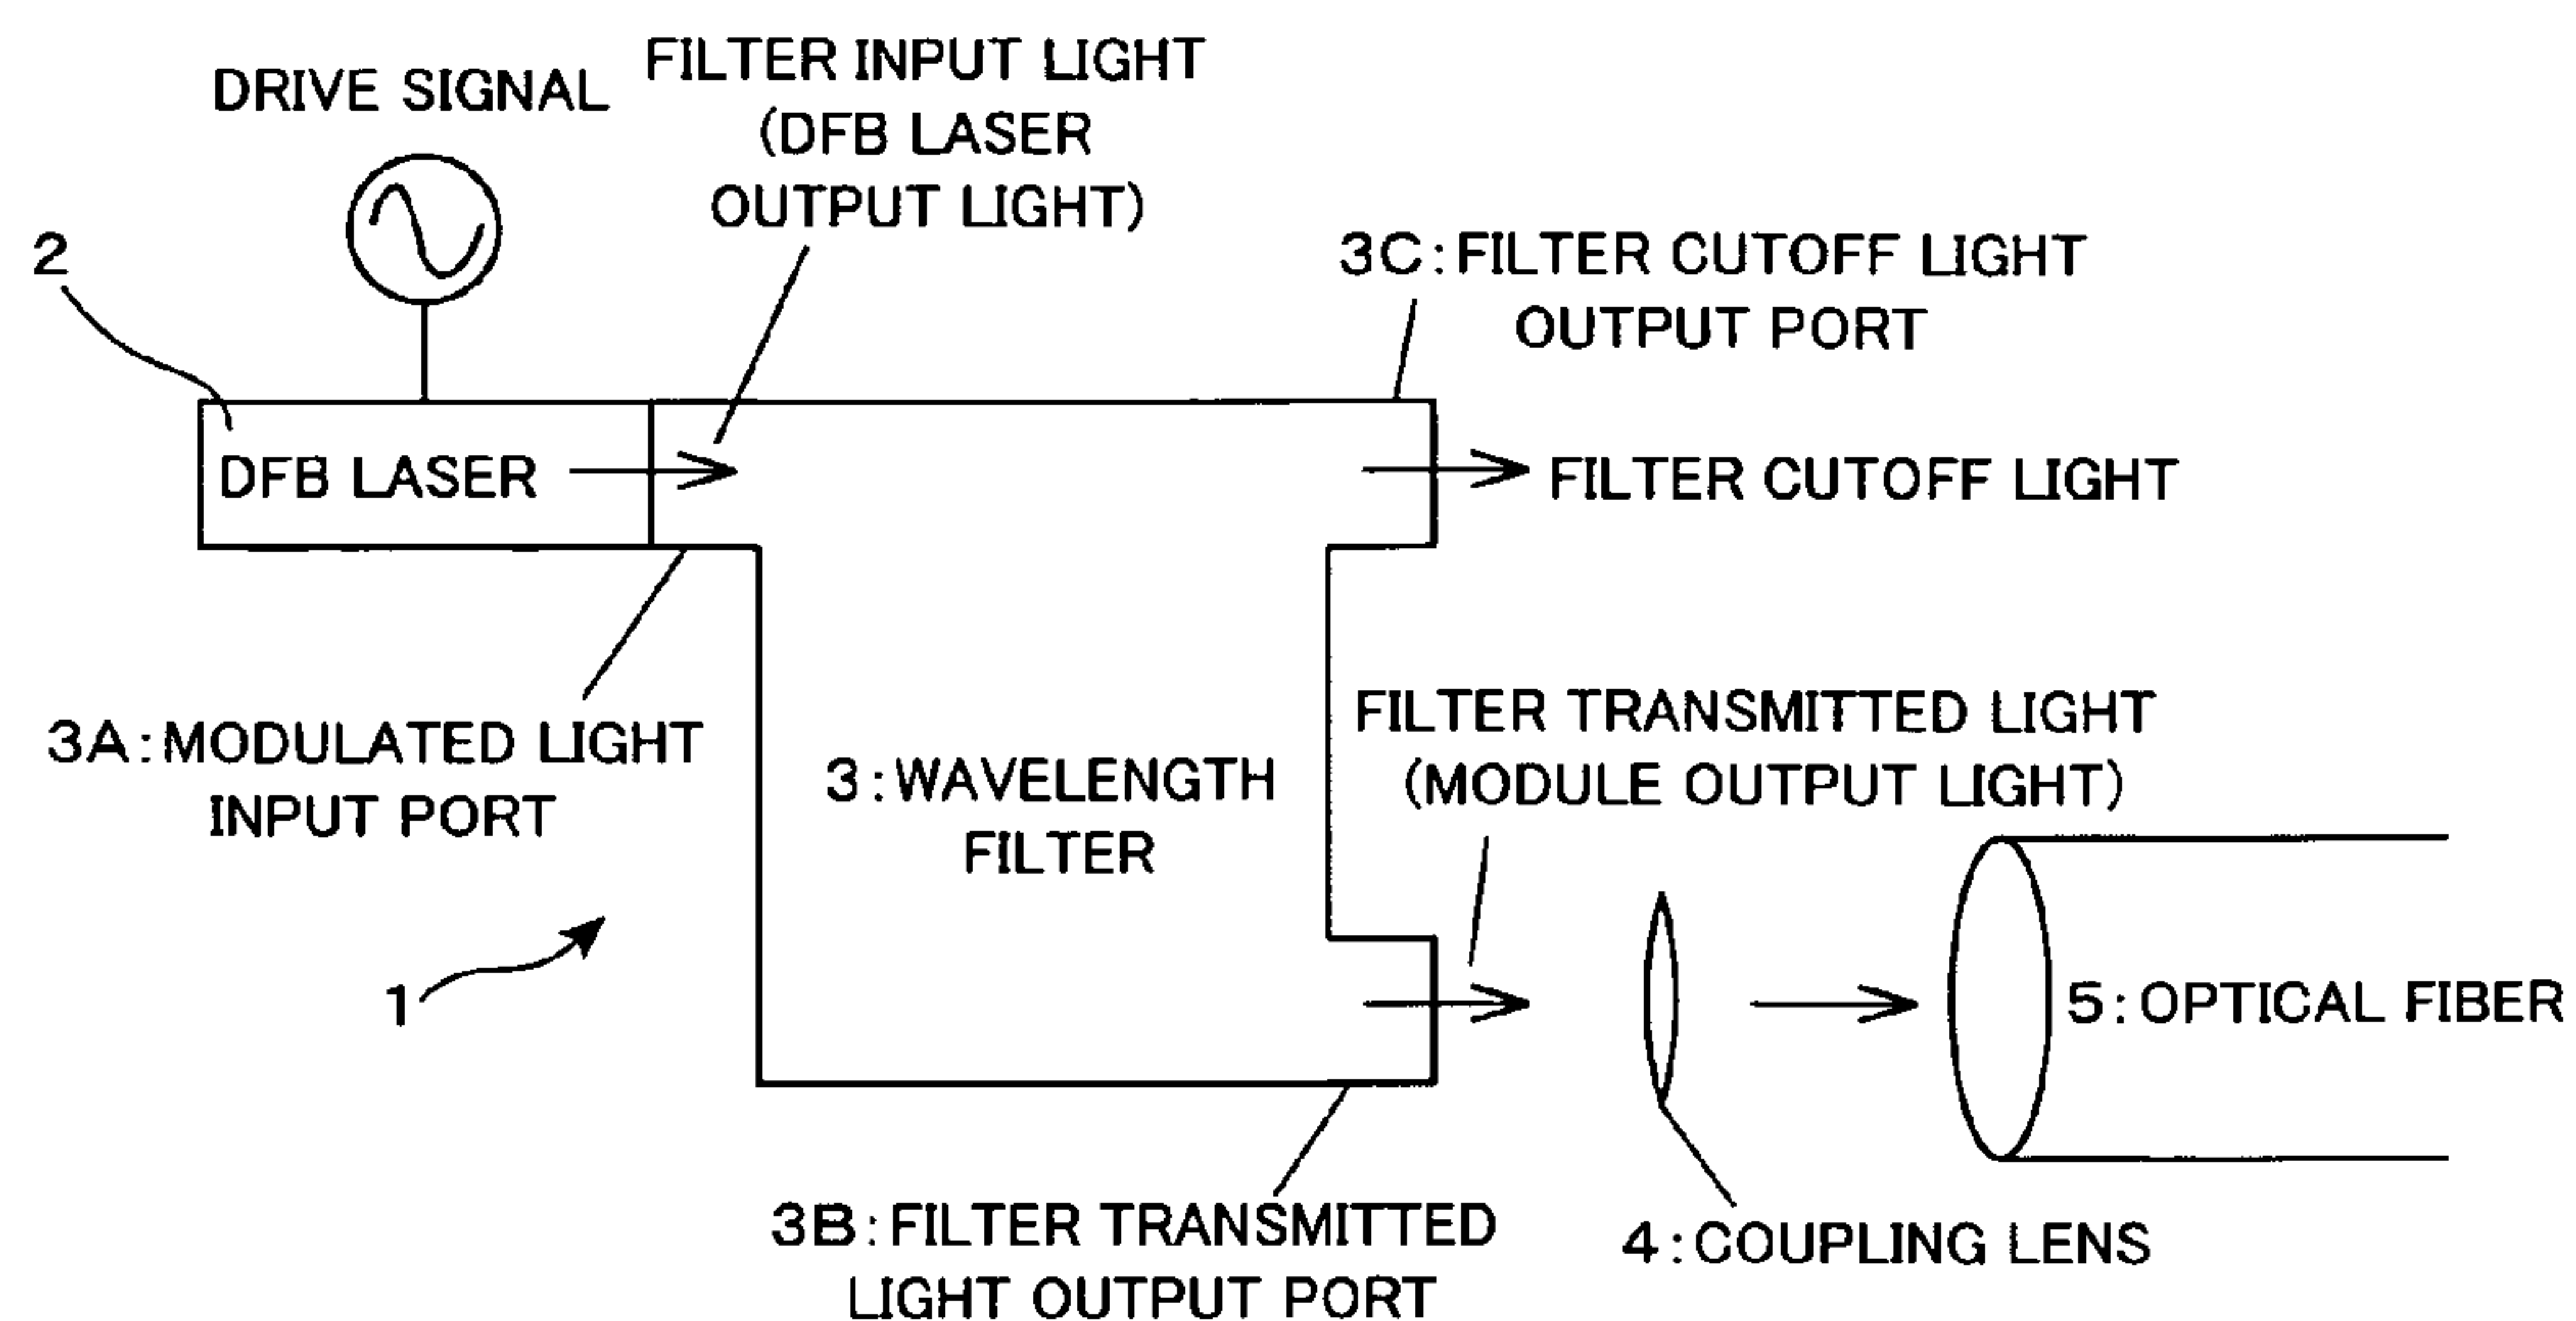 DRIVE SIGNAL
FILTER INPUT LIGHT
(DFB LASER
OUTPUT LIGHT)
2
3C:FILTER CUTOFF LIGHT
OUTPUT PORT
DFB LASER
FILTER CUTOFF LIGHT
3A:MODULATED LIGHT
INPUT PORT
3:WAVELENGTH
FILTER
FILTER TRANSMITTED LIGHT
(MODULE OUTPUT LIGHT)
1
5:OPTICAL FIBER
3B:FILTER TRANSMITTED
LIGHT OUTPUT PORT
4:COUPLING LENS